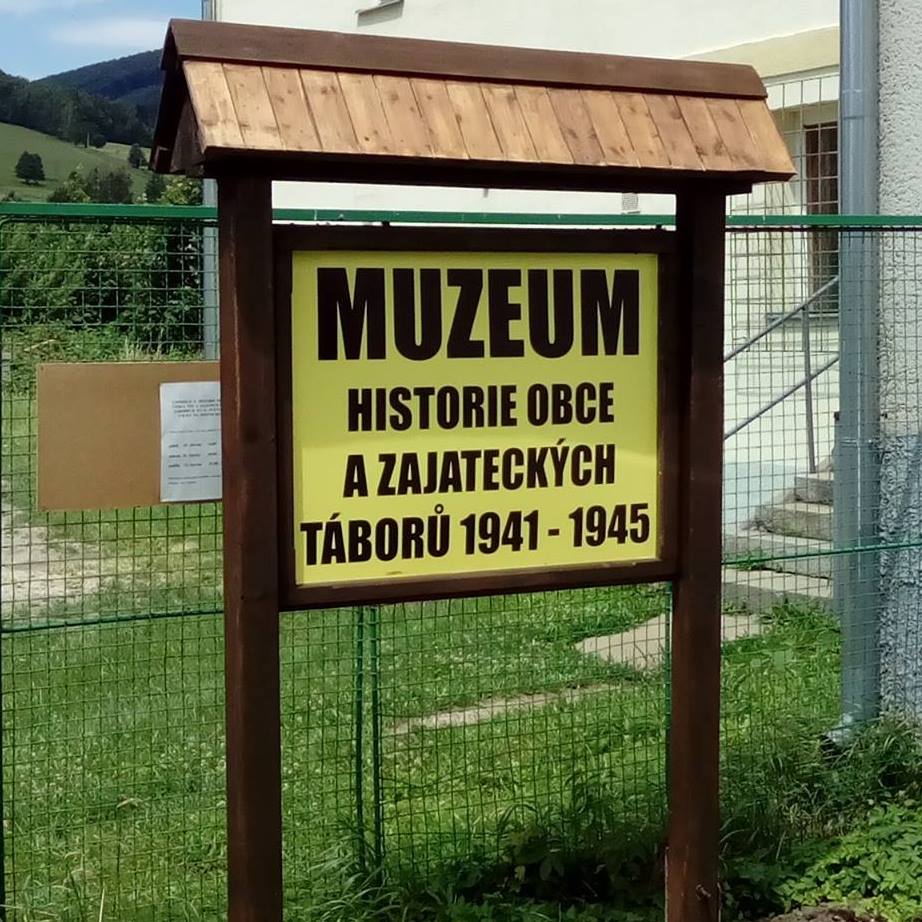 MUZEUM
HISTORIE OBCE
A ZAJATECKÝCH
TÁBORŮ 1941 - 1945